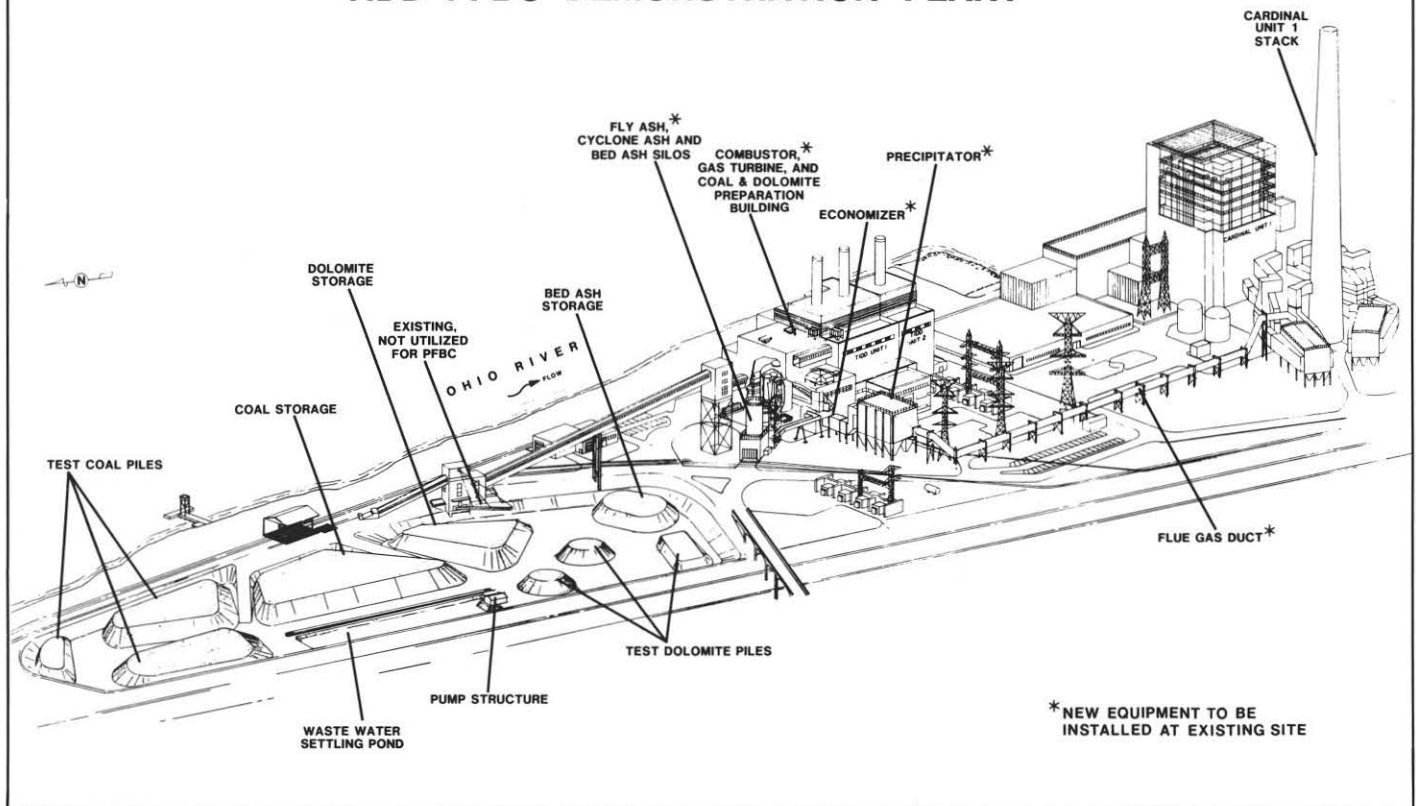 CARDINAL
UNIT 1
STACK
FLY ASH,*
CYCLONE ASH AND
BED ASH SILOS
COMBUSTOR,*
GAS TURBINE, AND
COAL & DOLOMITE
PREPARATION
BUILDING
PRECIPITATOR*
ECONOMIZER*
CARDINAL UNIT 1
N
DOLOMITE
STORAGE
BED ASH
STORAGE
EXISTING,
NOT UTILIZED
FOR PFBC
OHIO RIVER
FLOW
TIDD UNIT 1
TIDD
UNIT 2
COAL STORAGE
TEST COAL PILES
FLUE GAS DUCT*
TEST DOLOMITE PILES
PUMP STRUCTURE
WASTE WATER
SETTLING POND
*NEW EQUIPMENT TO BE
INSTALLED AT EXISTING SITE